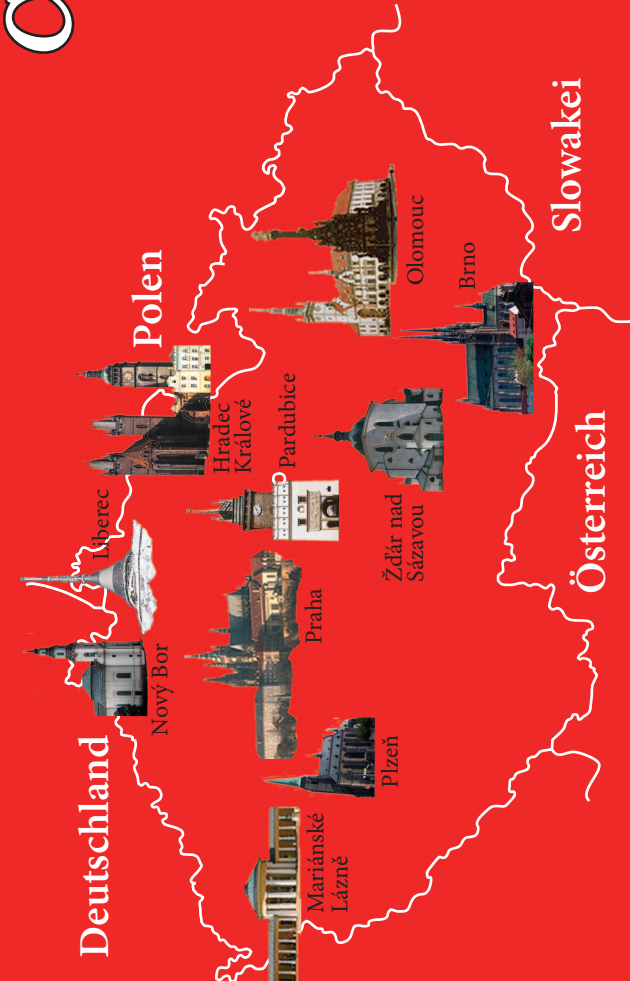 Deutschland
Polen
Slowakei
Österreich
Nový Bor
Liberec
Hradec
Králové
Pardubice
Praha
Plzeň
Mariánské
Lázně
Žďár nad
Sázavou
Olomouc
Brno